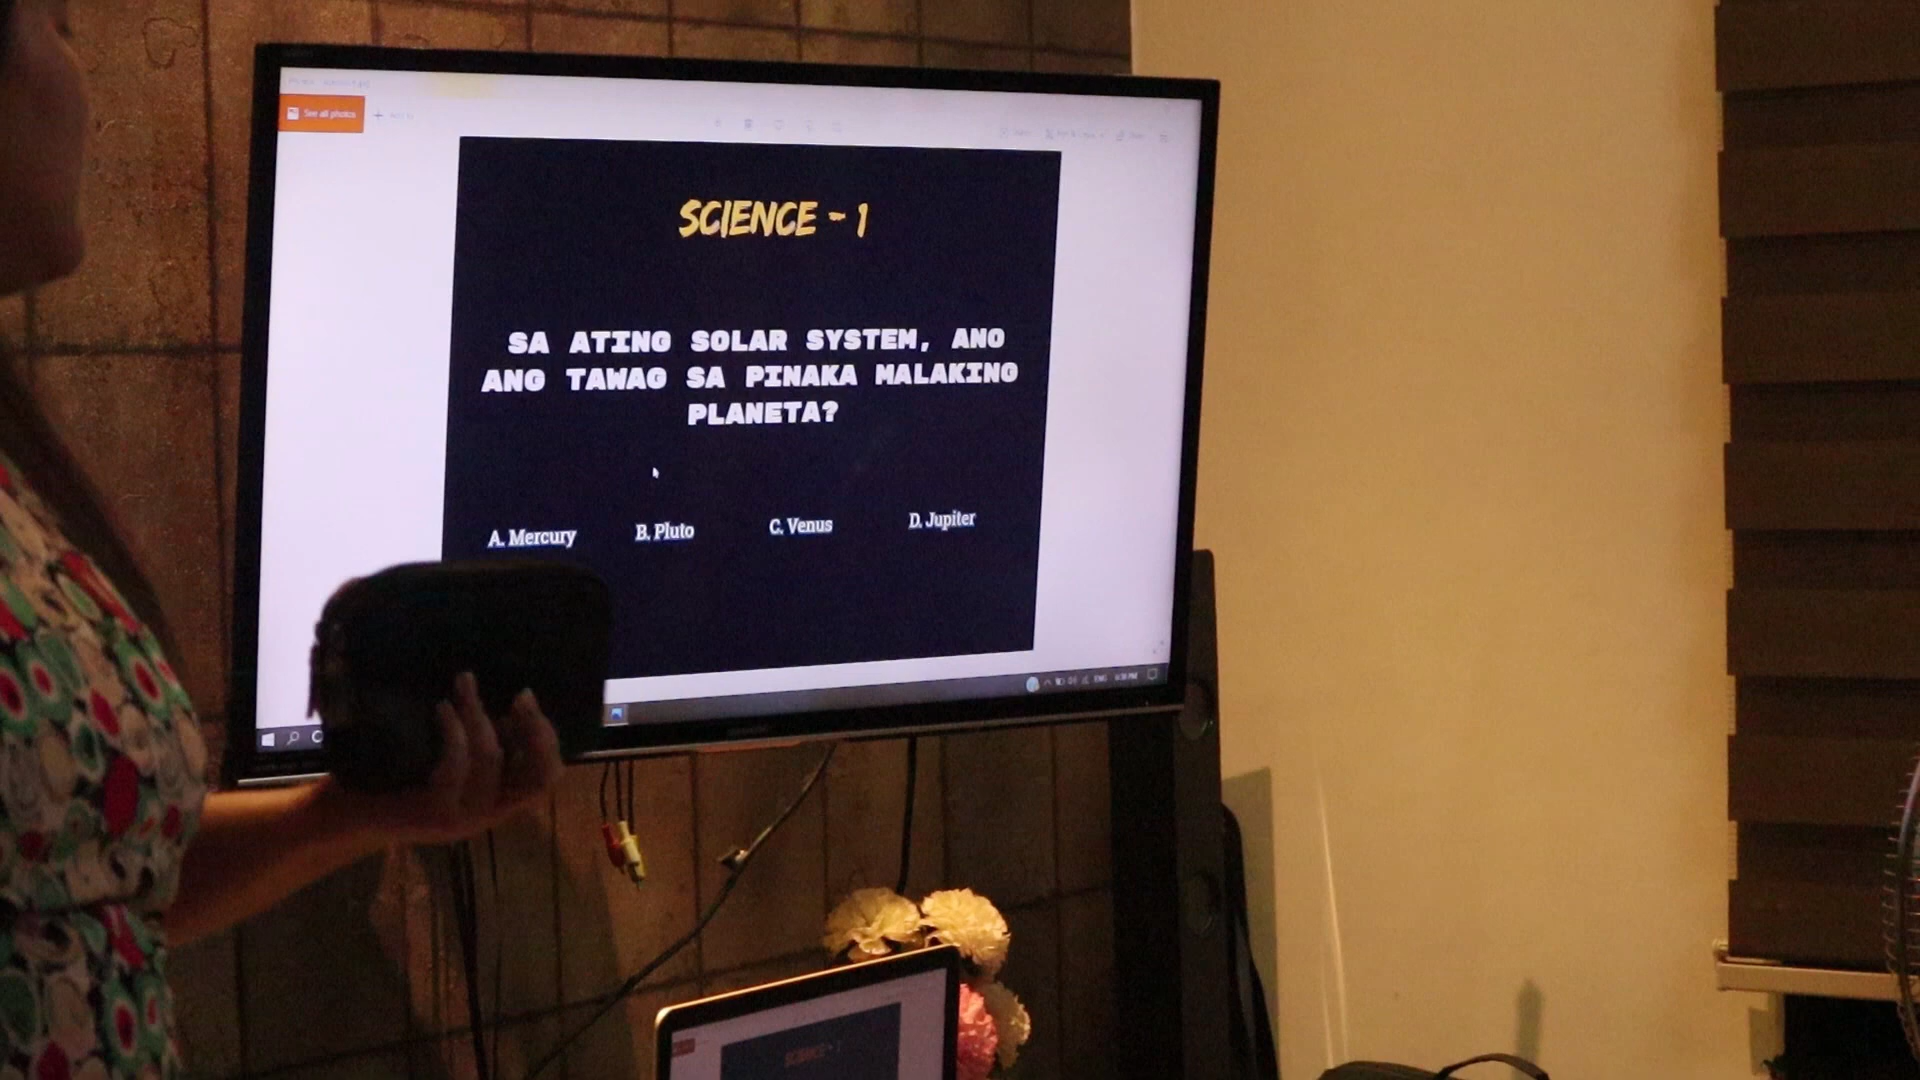 See all photos
SCIENCE - 1
SA ATING SOLAR SYSTEM, ANO
ANG TAWAG SA PINAKA MALAKING
PLANETA?
A. Mercury B. Pluto C. Venus D. Jupiter
ENG